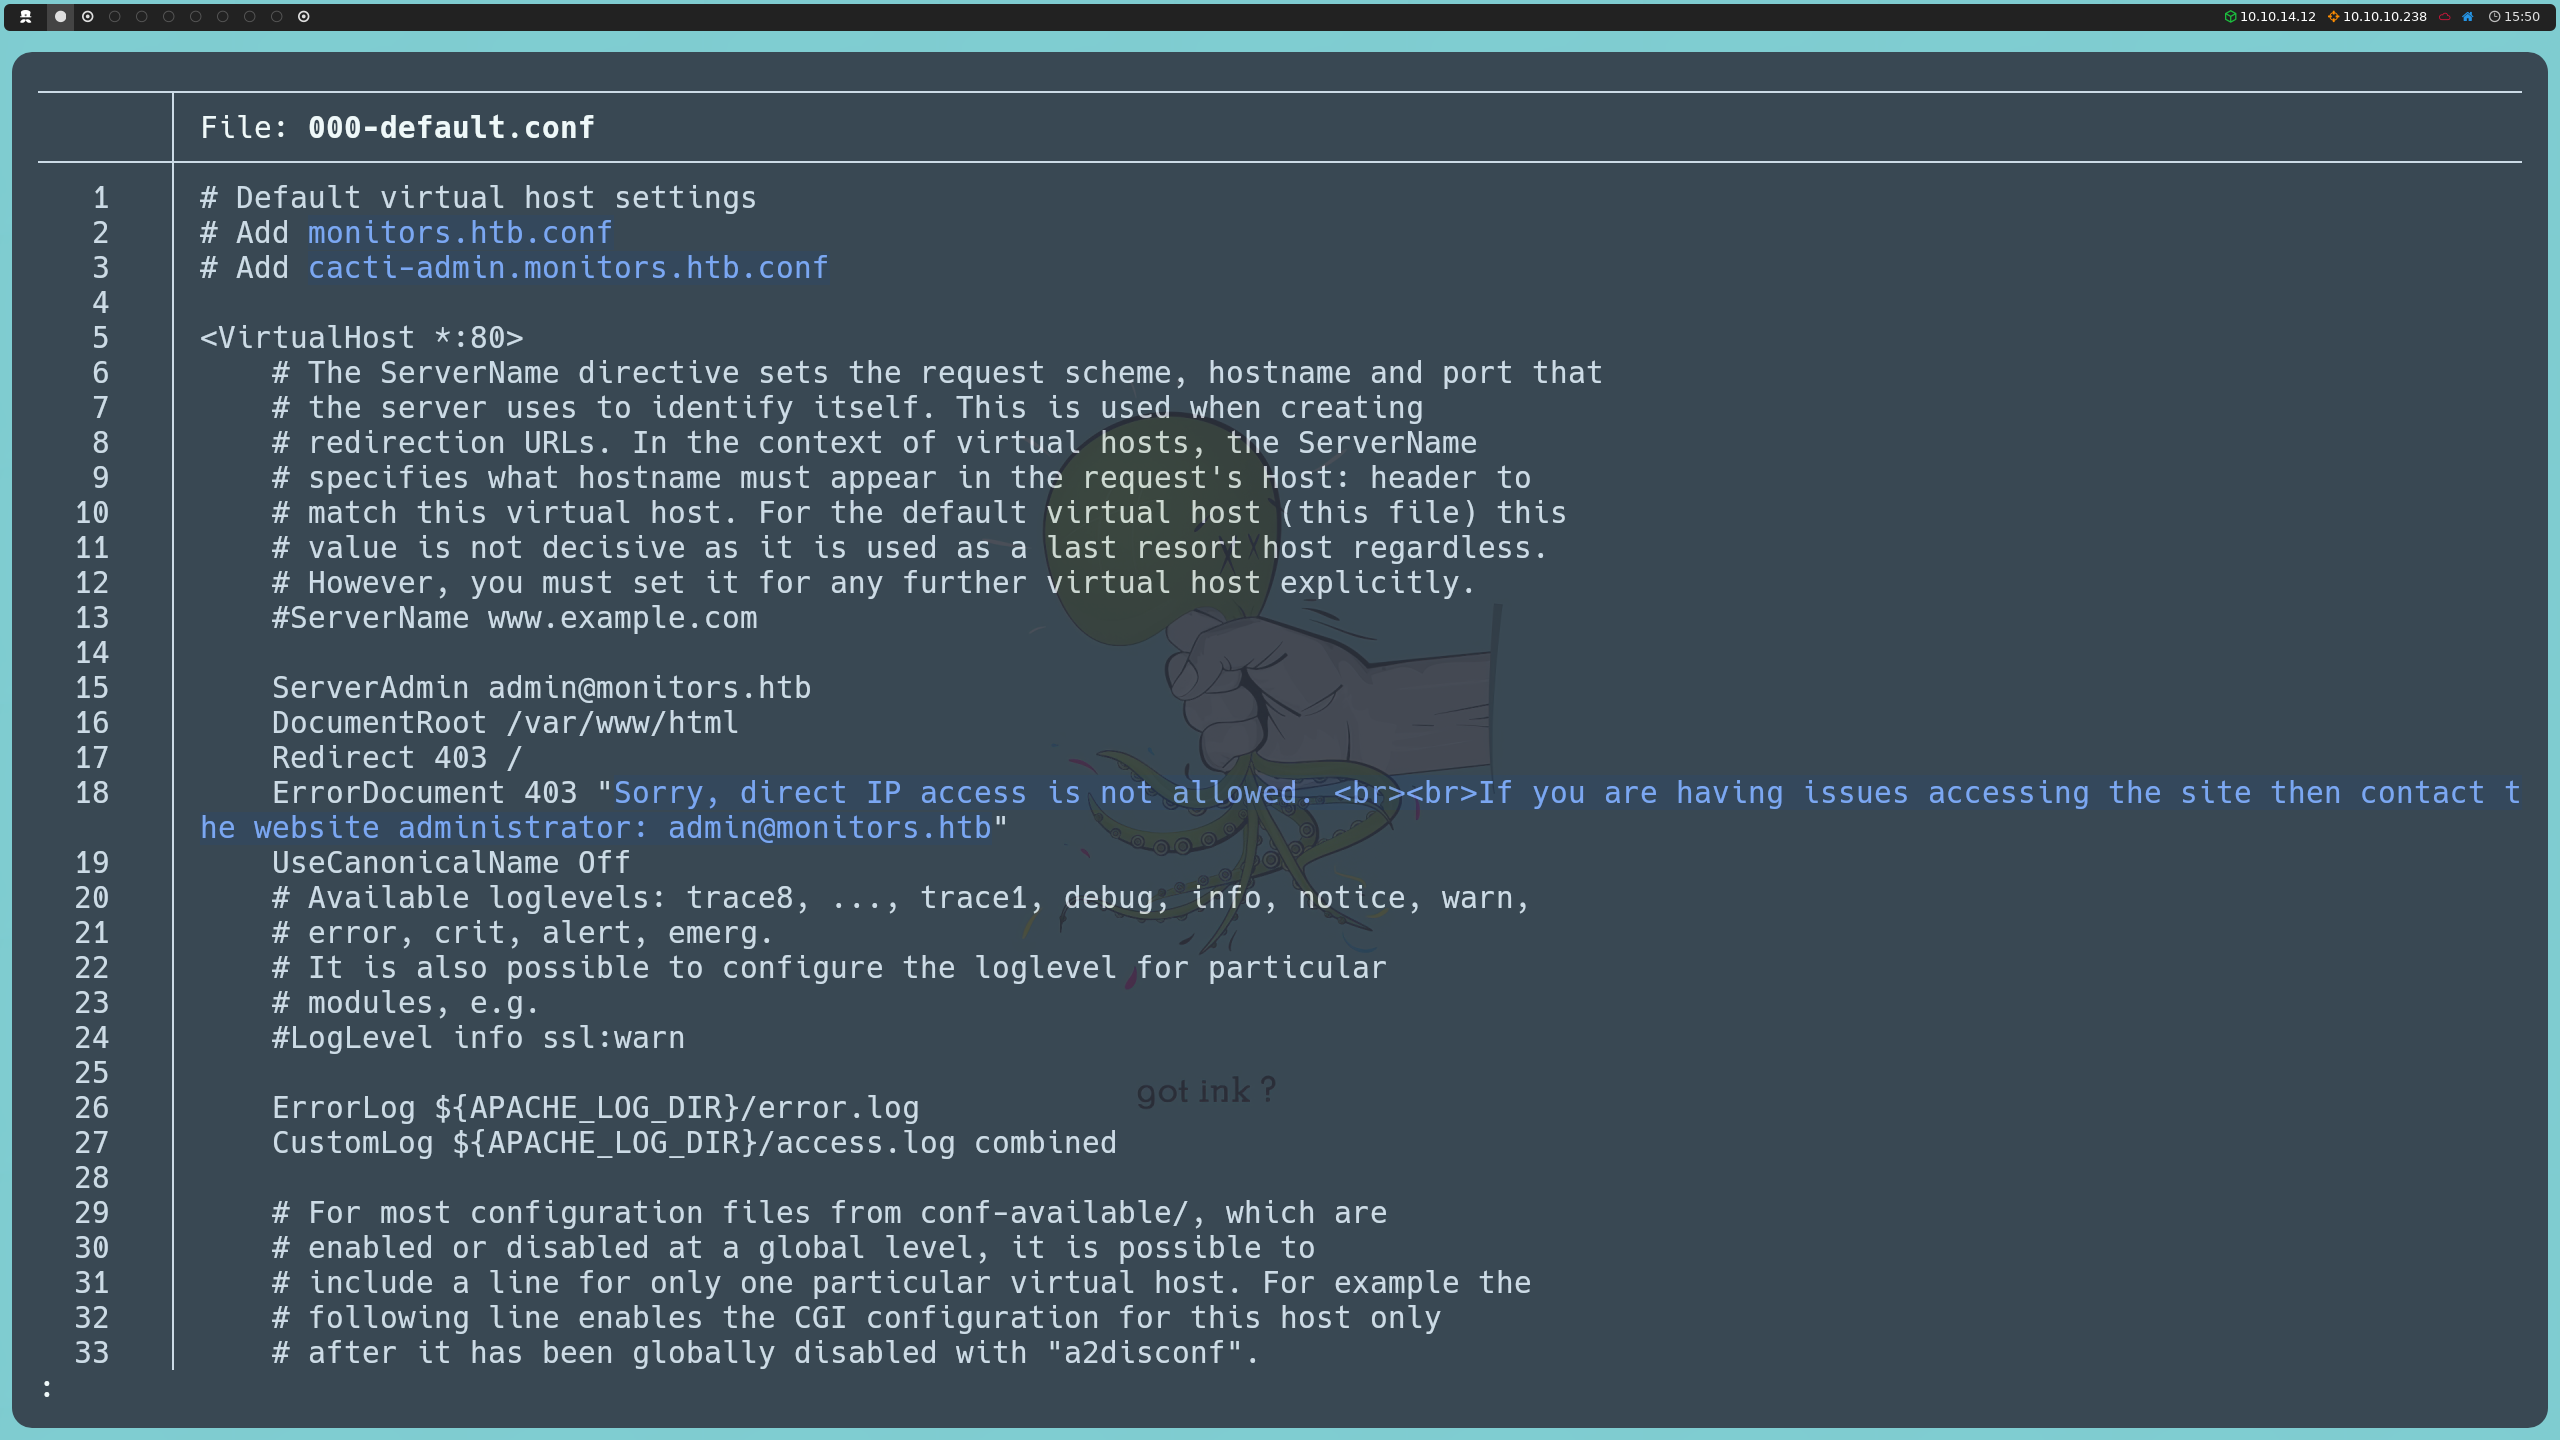 10.10.14.12 10.10.10.238 15:50
File: 000-default.conf
1 # Default virtual host settings
2 # Add monitors.htb.conf
3 # Add cacti-admin.monitors.htb.conf
4
5 <VirtualHost *:80>
6 # The ServerName directive sets the request scheme, hostname and port that
7 # the server uses to identify itself. This is used when creating
8 # redirection URLs. In the context of virtual hosts, the ServerName
9 # specifies what hostname must appear in the request's Host: header to
10 # match this virtual host. For the default virtual host (this file) this
11 # value is not decisive as it is used as a last resort host regardless.
12 # However, you must set it for any further virtual host explicitly.
13 #ServerName www.example.com
14
15 ServerAdmin admin@monitors.htb
16 DocumentRoot /var/www/html
17 Redirect 403 /
18 ErrorDocument 403 "Sorry, direct IP access is not allowed. <br><br>If you are having issues accessing the site then contact t
he website administrator: admin@monitors.htb"
19 UseCanonicalName Off
20 # Available loglevels: trace8, ..., trace1, debug, info, notice, warn,
21 # error, crit, alert, emerg.
22 # It is also possible to configure the loglevel for particular
23 # modules, e.g.
24 #LogLevel info ssl:warn
25
got ink ?
26 ErrorLog ${APACHE_LOG_DIR}/error.log
27 CustomLog ${APACHE_LOG_DIR}/access.log combined
28
29 # For most configuration files from conf-available/, which are
30 # enabled or disabled at a global level, it is possible to
31 # include a line for only one particular virtual host. For example the
32 # following line enables the CGI configuration for this host only
33 # after it has been globally disabled with "a2disconf".
: